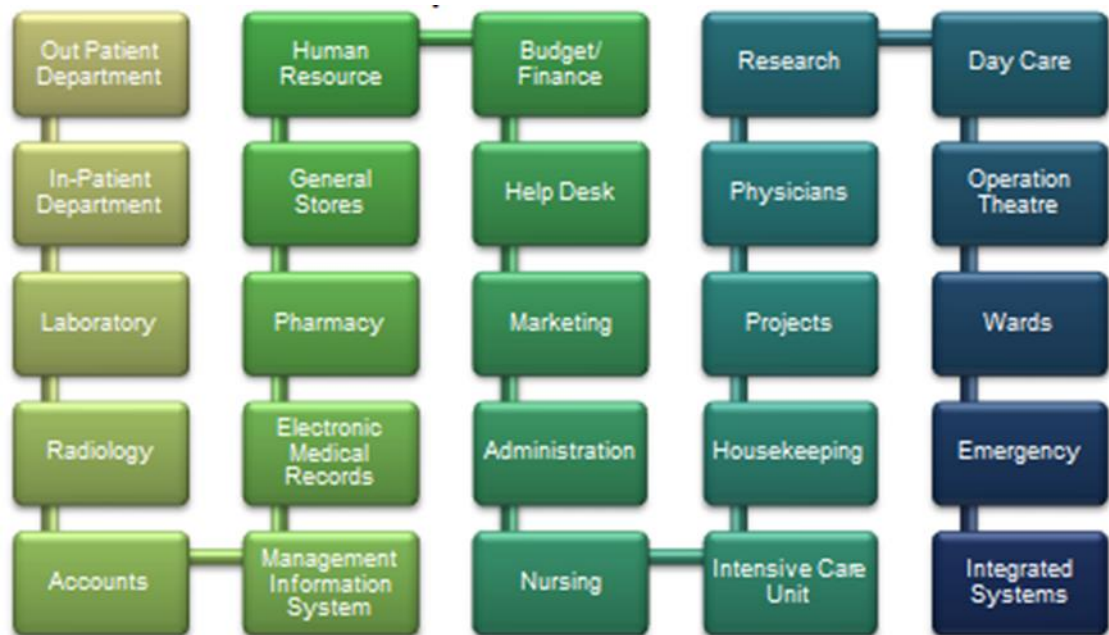 Out Patient
Department
In-Patient
Department
Laboratory
Radiology
Accounts
Management
Information
System
Electronic
Medical
Records
Pharmacy
General
Stores
Human
Resource
Budget/
Finance
Help Desk
Marketing
Administration
Nursing
Intensive Care
Unit
Housekeeping
Projects
Physicians
Research
Day Care
Operation
Theatre
Wards
Emergency
Integrated
Systems